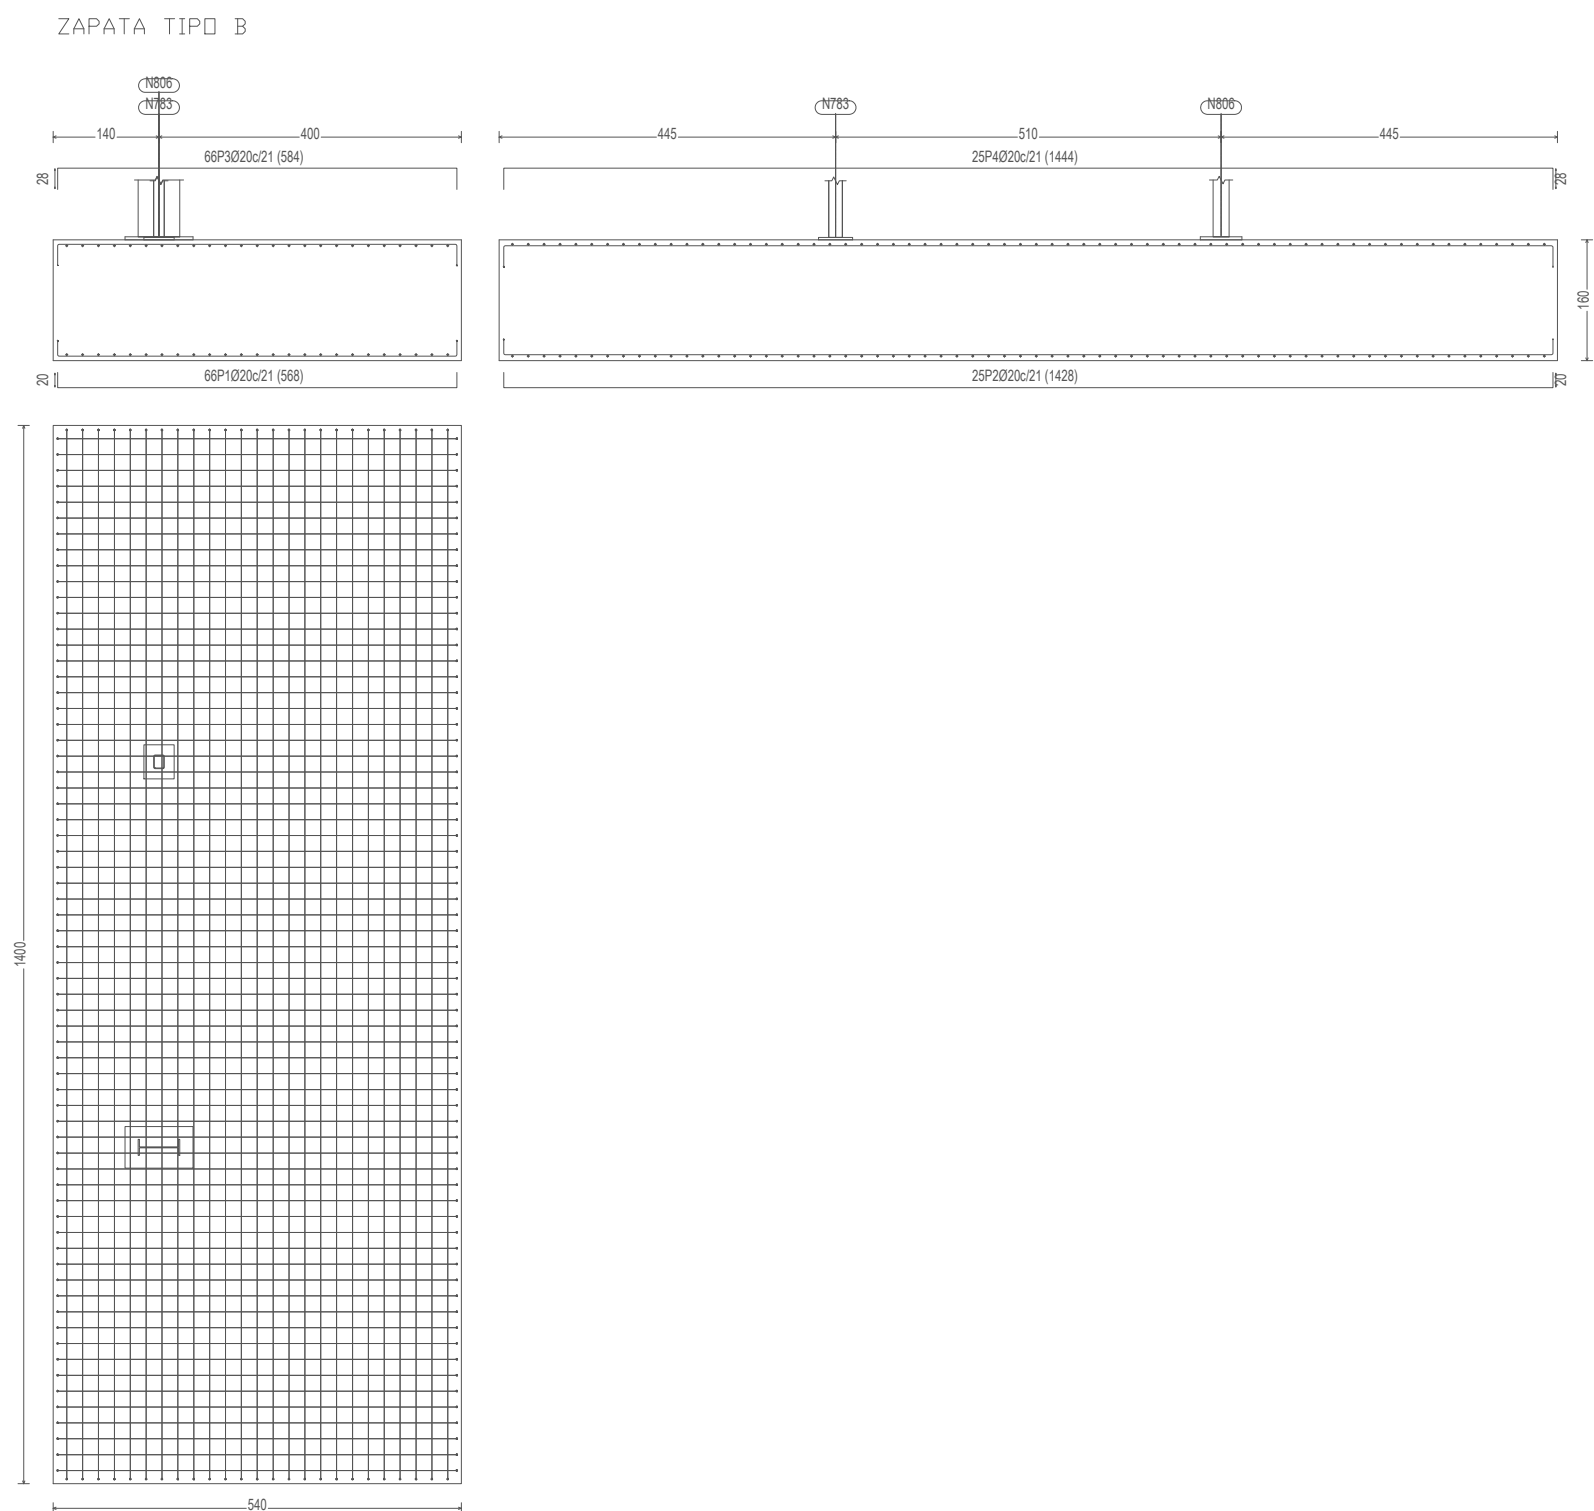 ZAPATA TIPO B
N806
N783
N783
N806
140
400
445
510
445
66P3Ø20c/21 (584)
25P4Ø20c/21 (1444)
28
28
160
66P1Ø20c/21 (568)
25P2Ø20c/21 (1428)
20
20
1400
540